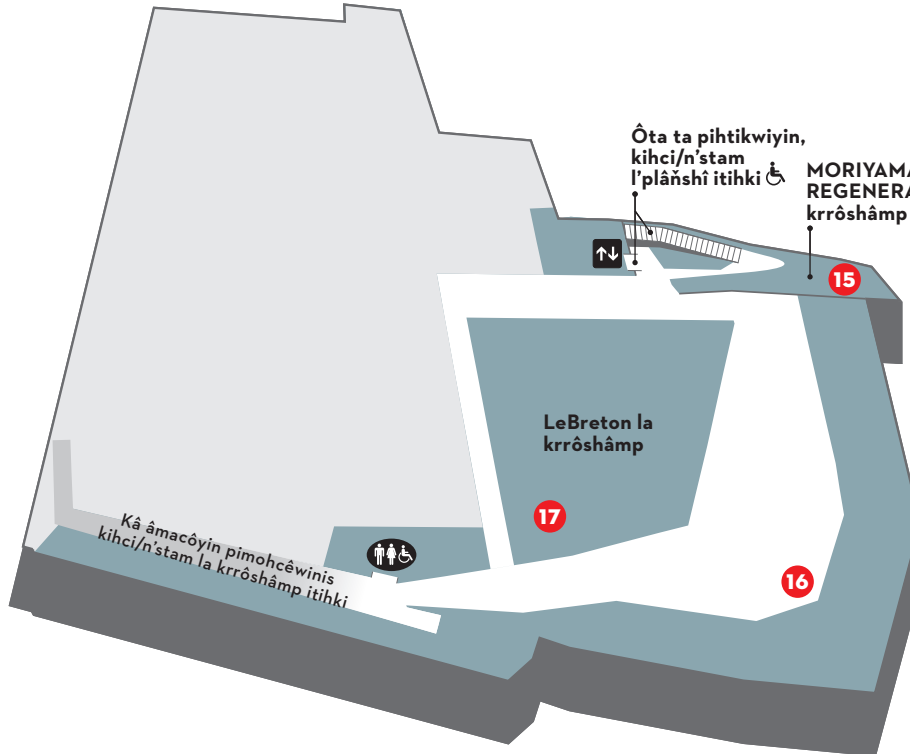 Ôta ta pihtikwiyin,
kihci/n’stam
l’plâñshî itihki
MORIYAMA
REGENERA
krrôshâmp
15
LeBreton la
krrôshâmp
17
16
Kâ âmacôyin pimohcêwinis
kihci/n’stam la krrôshâmp itihki